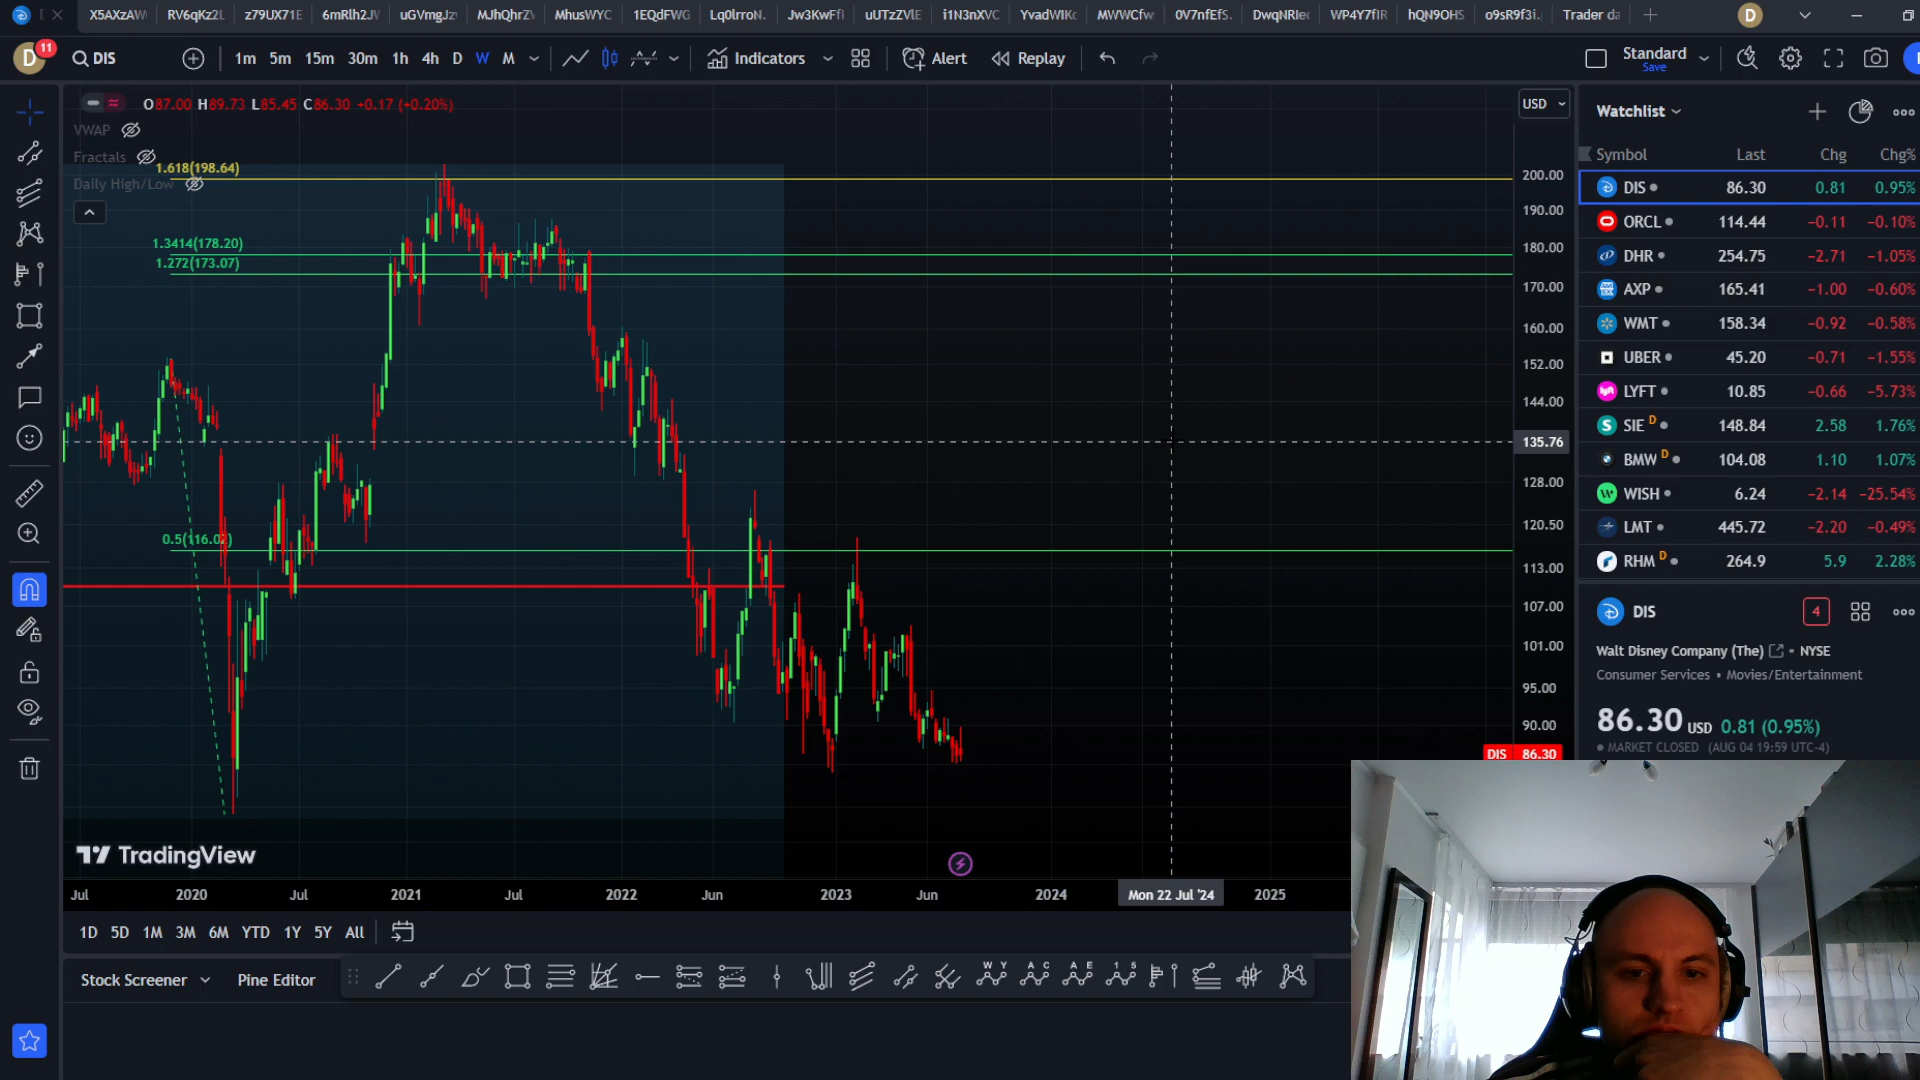 X5AXzAW RV6qKz2L z79UX71E 6mRlh2JV uGVmgJz MJhQhrZ MhusWYC 1EQdFWG Lq0lrroN. Jw3KwFfI uUTzZVlE i1N3nXVC YvadWIKc MWWCfw 0V7nfEfS. DwqNRIec WP4Y7fIR hQN9OHS o9sR9f3i. Trader da D
D 11 DIS 1m 5m 15m 30m 1h 4h D W M Indicators Alert Replay Standard
Save
O87.00 H89.73 L85.45 C86.30 +0.17 (+0.20%)
USD
VWAP
Fractals
Daily High/Low
1.618(198.64)
1.3414(178.20)
1.272(173.07)
0.5(116.02)
200.00
190.00
180.00
170.00
160.00
152.00
144.00
135.76
128.00
120.50
113.00
107.00
101.00
95.00
90.00
DIS 86.30
TradingView
Jul 2020 Jul 2021 Jul 2022 Jun 2023 Jun 2024 Mon 22 Jul '24 2025
1D 5D 1M 3M 6M YTD 1Y 5Y All
Stock Screener Pine Editor
W Y A C A E 1 5
Watchlist
Symbol Last Chg Chg%
DIS 86.30 0.81 0.95%
ORCL 114.44 −0.11 −0.10%
DHR 254.75 −2.71 −1.05%
AXP 165.41 −1.00 −0.60%
WMT 158.34 −0.92 −0.58%
UBER 45.20 −0.71 −1.55%
LYFT 10.85 −0.66 −5.73%
SIE D 148.84 2.58 1.76%
BMW D 104.08 1.10 1.07%
WISH 6.24 −2.14 −25.54%
LMT 445.72 −2.20 −0.49%
RHM D 264.9 5.9 2.28%
DIS 4
Walt Disney Company (The) • NYSE
Consumer Services • Movies/Entertainment
86.30 USD 0.81 (0.95%)
• MARKET CLOSED (AUG 04 19:59 UTC-4)